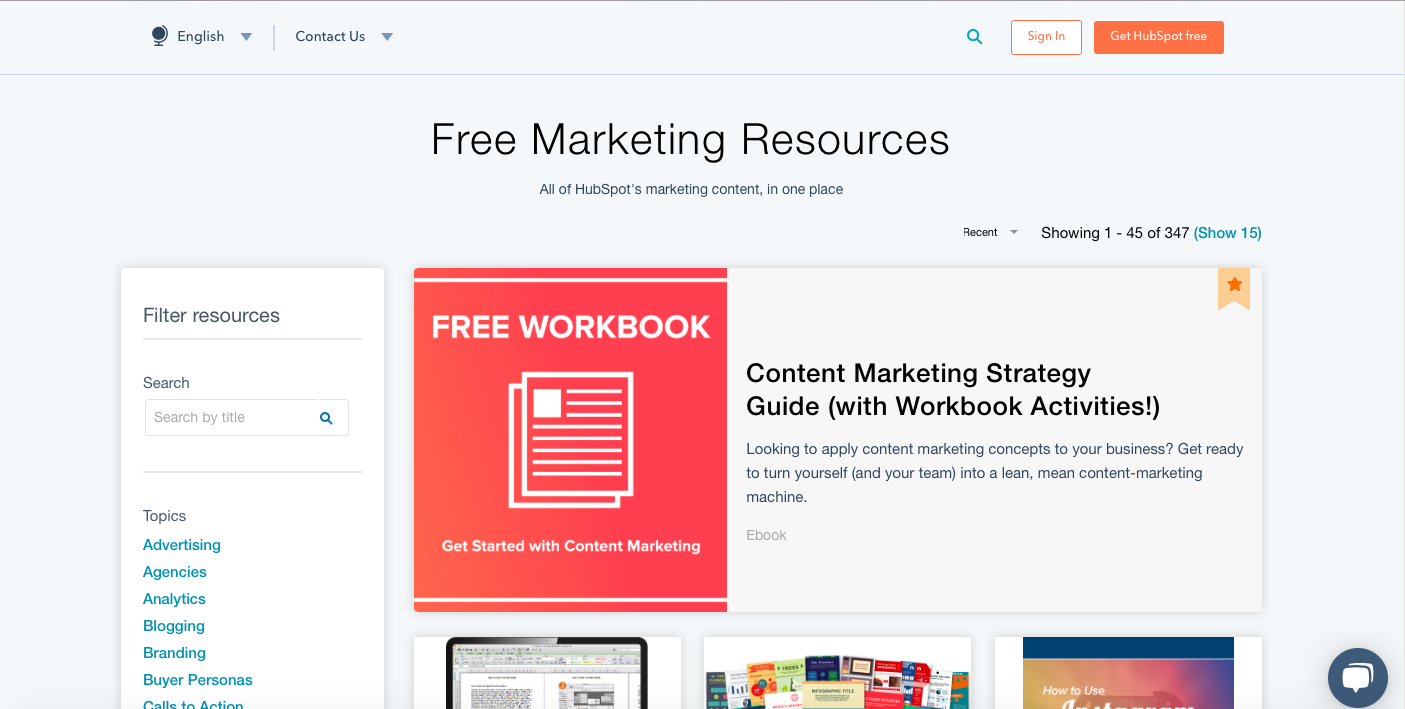 English
Contact Us
Sign In
Get HubSpot free
Free Marketing Resources
All of HubSpot's marketing content, in one place
Recent
Showing 1 - 45 of 347 (Show 15)
Filter resources
Search
Search by title
Topics
Advertising
Agencies
Analytics
Blogging
Branding
Buyer Personas
Calls to Action
FREE WORKBOOK
Get Started with Content Marketing
Content Marketing Strategy
Guide (with Workbook Activities!)
Looking to apply content marketing concepts to your business? Get ready
to turn yourself (and your team) into a lean, mean content-marketing
machine.
Ebook
INFOGRAPHIC TITLE
How to Use
Instagram